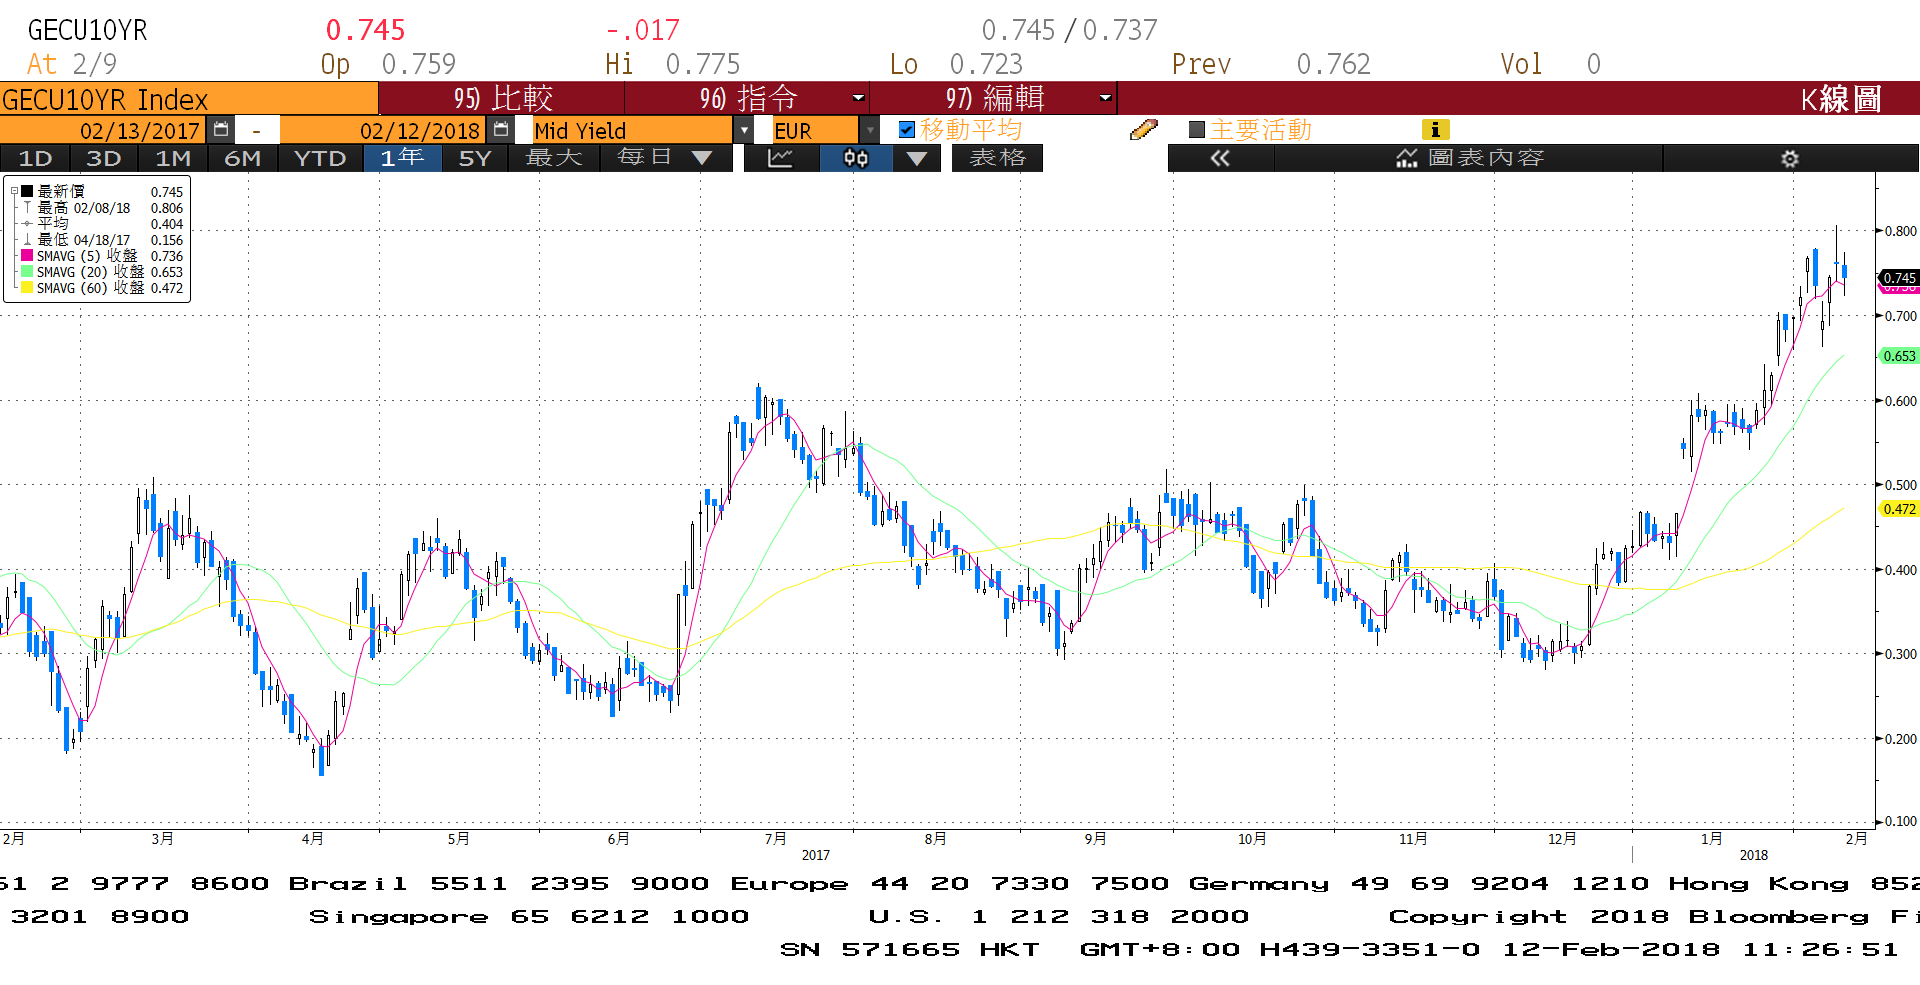 GECU10YR 0.745 -.017 0.745 / 0.737
At 2/9 Op 0.759 Hi 0.775 Lo 0.723 Prev 0.762 Vol 0
GECU10YR Index 95) 比較 96) 指令 97) 編輯 K線圖
02/13/2017 - 02/12/2018 Mid Yield EUR 移動平均 主要活動
1D 3D 1M 6M YTD 1年 5Y 最大 每日 表格 圖表內容
最新價 0.745
最高 02/08/18 0.806
平均 0.404
最低 04/18/17 0.156
SMAVG (5) 收盤 0.736
SMAVG (20) 收盤 0.653
SMAVG (60) 收盤 0.472
0.800
0.745
0.700
0.653
0.600
0.500
0.472
0.400
0.300
0.200
0.100
2月 3月 4月 5月 6月 7月 8月 9月 10月 11月 12月 1月 2月
2017 2018
61 2 9777 8600 Brazil 5511 2395 9000 Europe 44 20 7330 7500 Germany 49 69 9204 1210 Hong Kong 852
3201 8900 Singapore 65 6212 1000 U.S. 1 212 318 2000 Copyright 2018 Bloomberg Fi
SN 571665 HKT GMT+8:00 H439-3351-0 12-Feb-2018 11:26:51